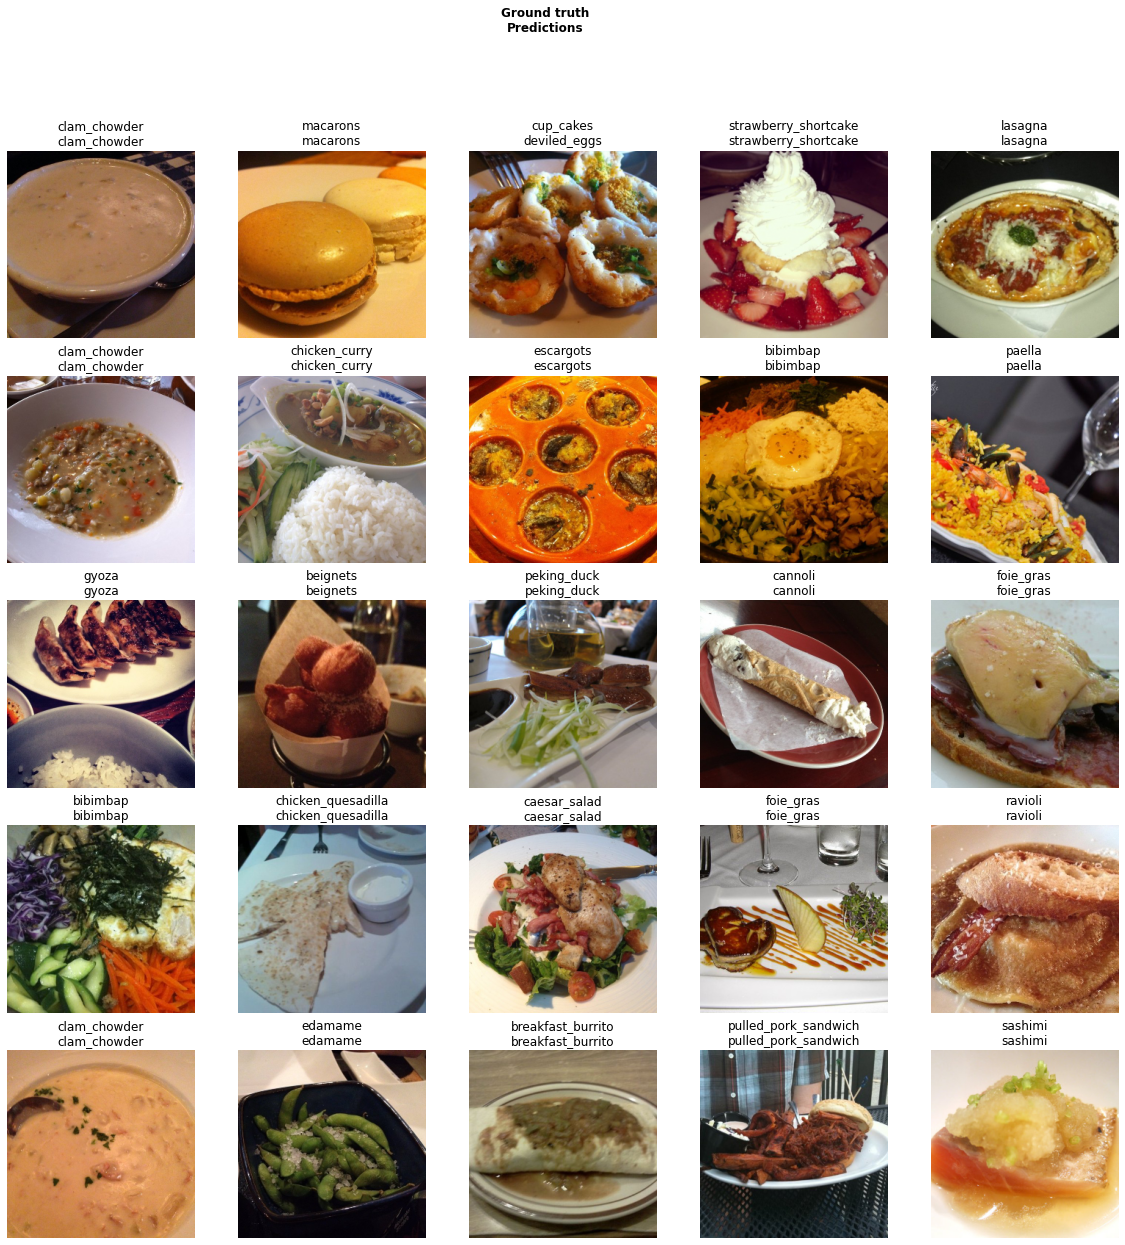 Ground truth
Predictions
clam_chowder
clam_chowder
macarons
macarons
cup_cakes
deviled_eggs
strawberry_shortcake
strawberry_shortcake
lasagna
lasagna
clam_chowder
clam_chowder
chicken_curry
chicken_curry
escargots
escargots
bibimbap
bibimbap
paella
paella
gyoza
gyoza
beignets
beignets
peking_duck
peking_duck
cannoli
cannoli
foie_gras
foie_gras
bibimbap
bibimbap
chicken_quesadilla
chicken_quesadilla
caesar_salad
caesar_salad
foie_gras
foie_gras
ravioli
ravioli
clam_chowder
clam_chowder
edamame
edamame
breakfast_burrito
breakfast_burrito
pulled_pork_sandwich
pulled_pork_sandwich
sashimi
sashimi